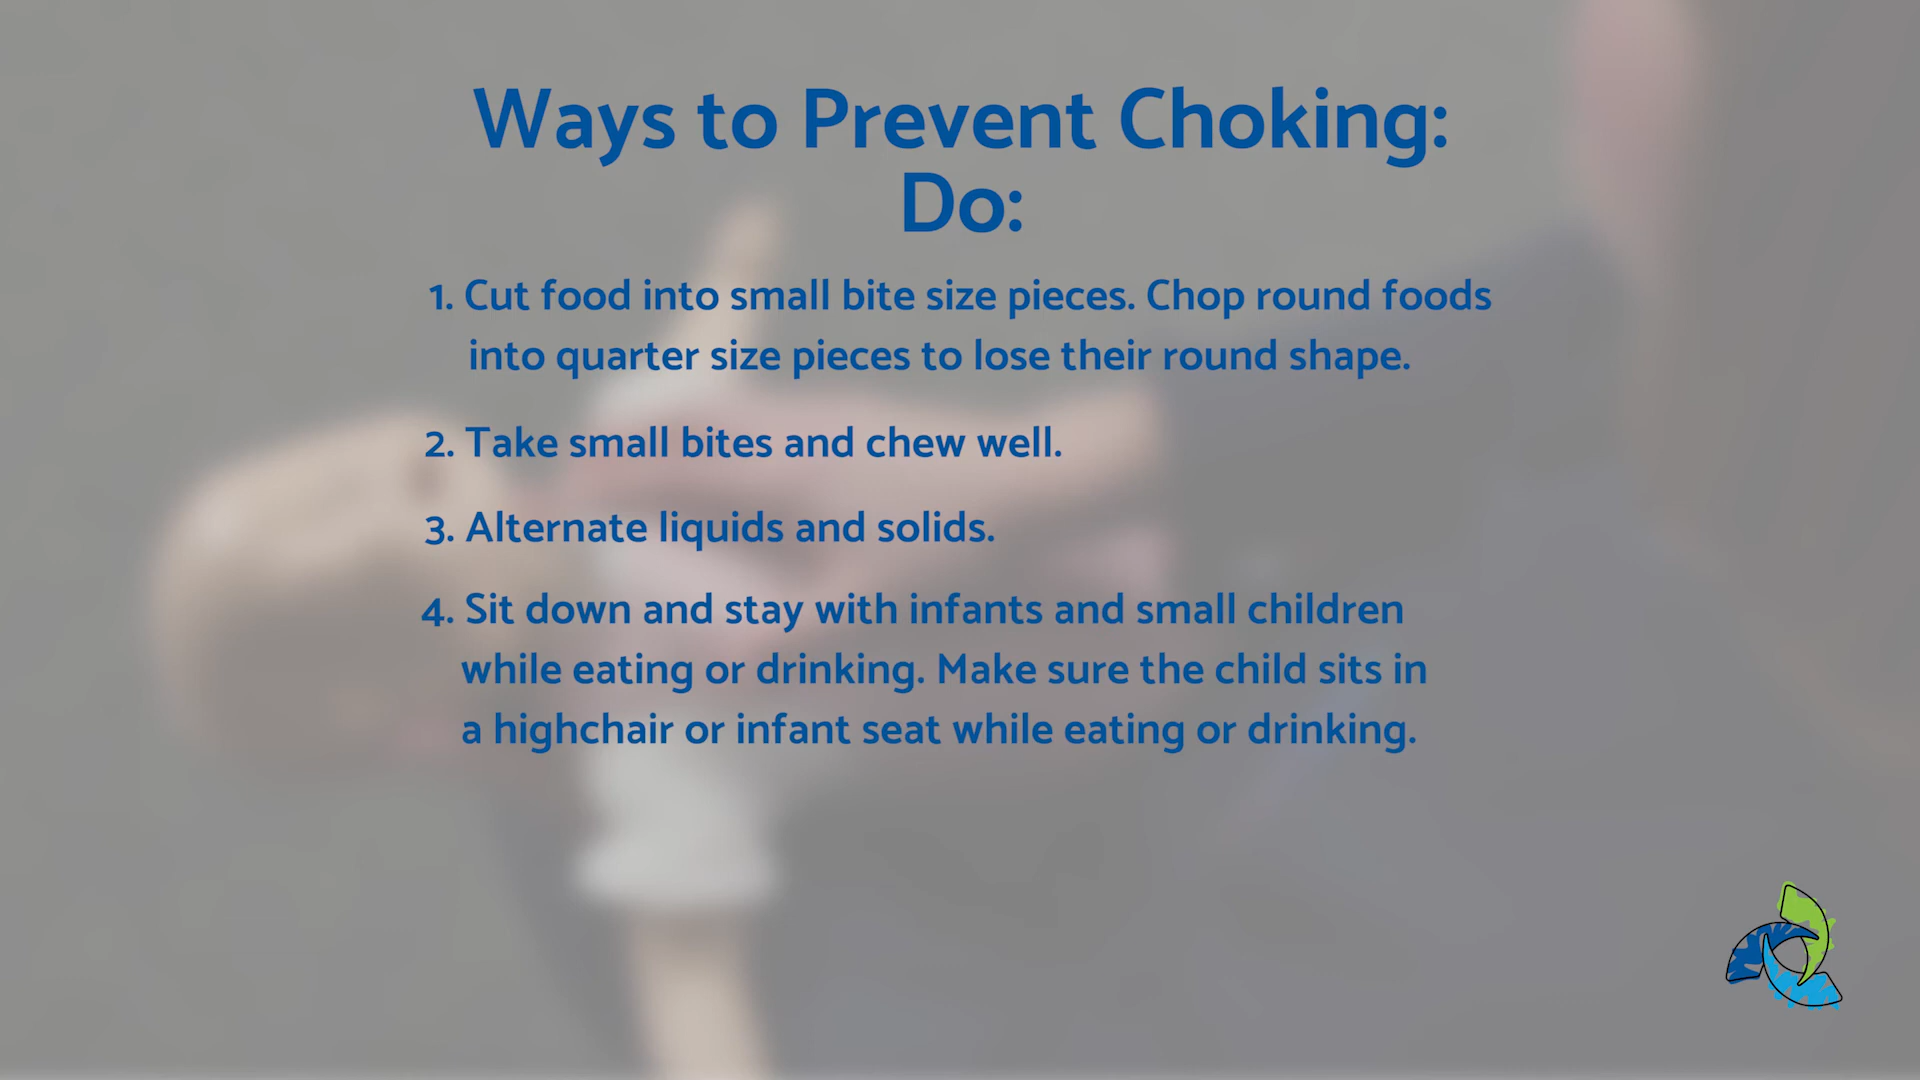 Ways to Prevent Choking:
Do:
1. Cut food into small bite size pieces. Chop round foods
into quarter size pieces to lose their round shape.
2. Take small bites and chew well.
3. Alternate liquids and solids.
4. Sit down and stay with infants and small children
while eating or drinking. Make sure the child sits in
a highchair or infant seat while eating or drinking.